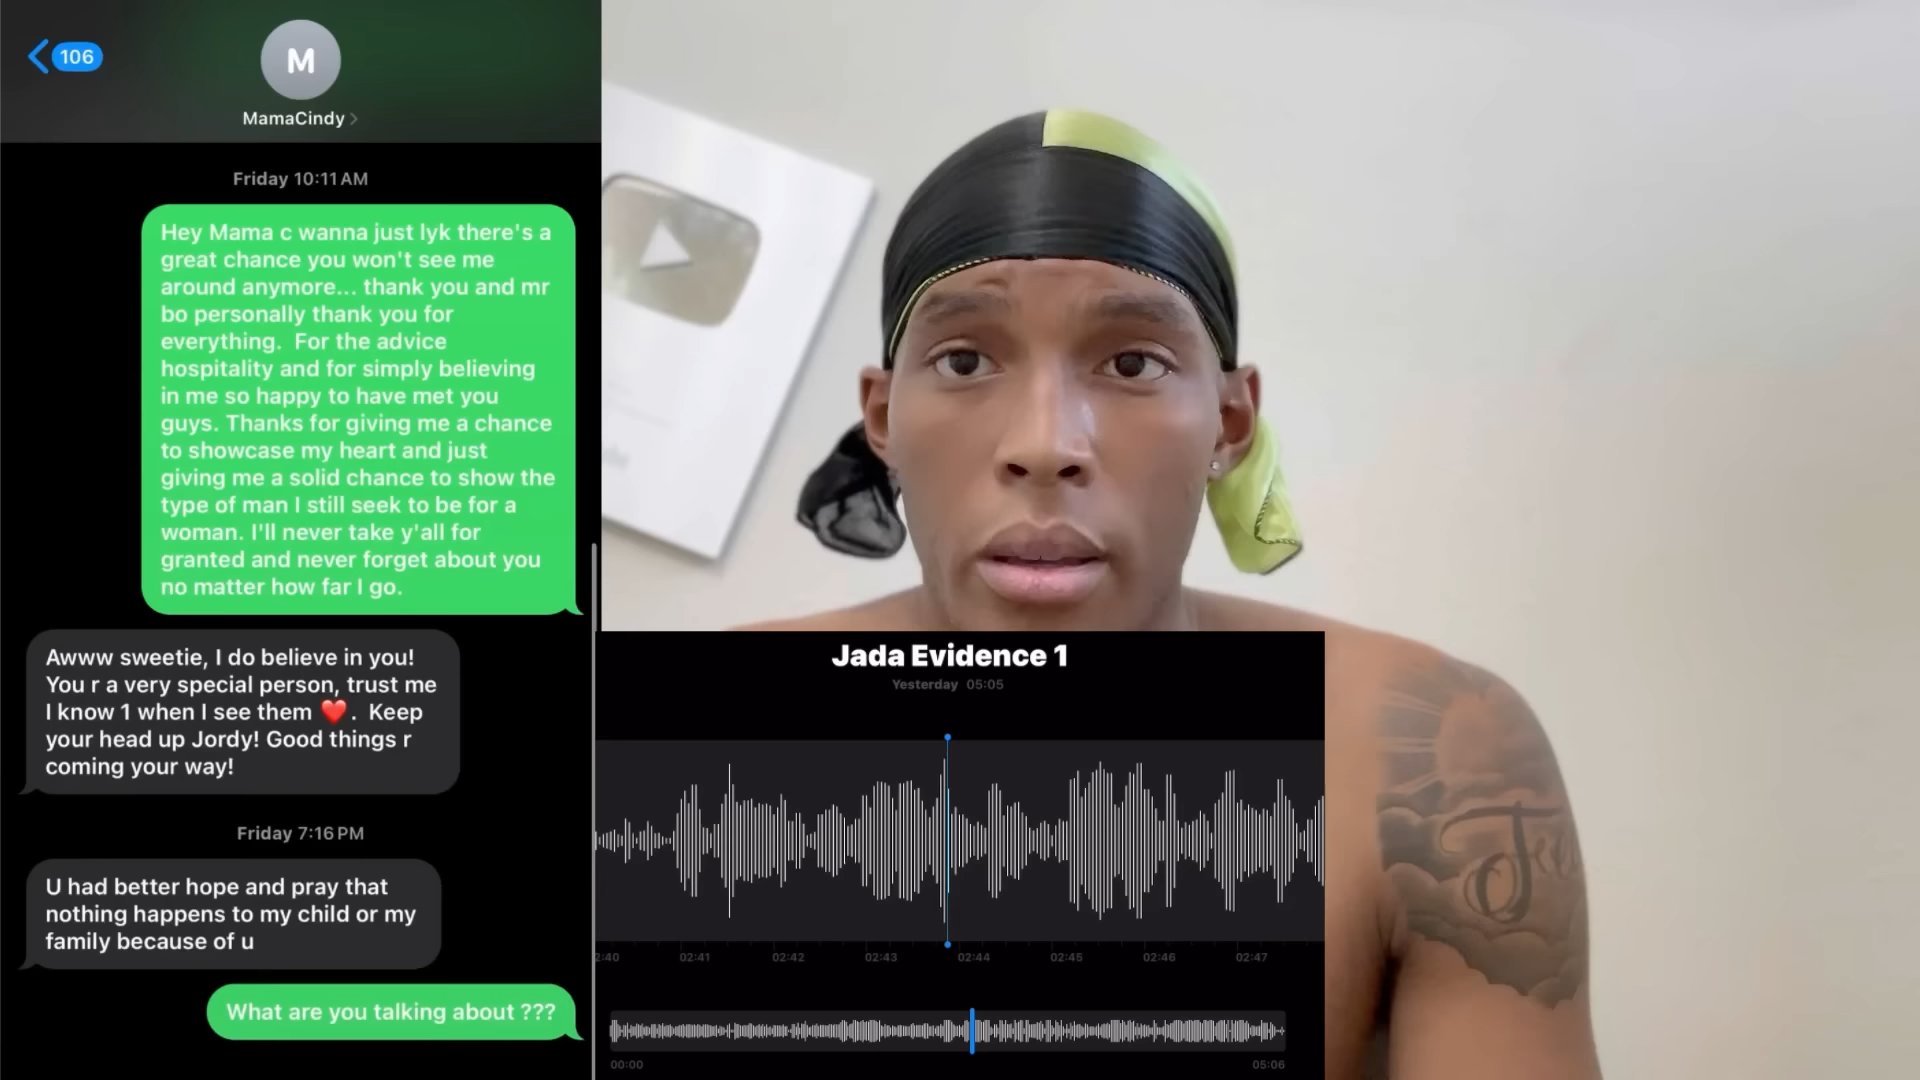 106
M
MamaCindy
Friday 10:11 AM
Hey Mama c wanna just lyk there's a
great chance you won't see me
around anymore... thank you and mr
bo personally thank you for
everything.  For the advice
hospitality and for simply believing
in me so happy to have met you
guys. Thanks for giving me a chance
to showcase my heart and just
giving me a solid chance to show the
type of man I still seek to be for a
woman. I'll never take y'all for
granted and never forget about you
no matter how far I go.
Awww sweetie, I do believe in you!
You r a very special person, trust me
I know 1 when I see them ❤️.  Keep
your head up Jordy! Good things r
coming your way!
Friday 7:16 PM
U had better hope and pray that
nothing happens to my child or my
family because of u
What are you talking about ???
Jada Evidence 1
Yesterday 05:05
2:40 02:41 02:42 02:43 02:44 02:45 02:46 02:47
00:00 05:06